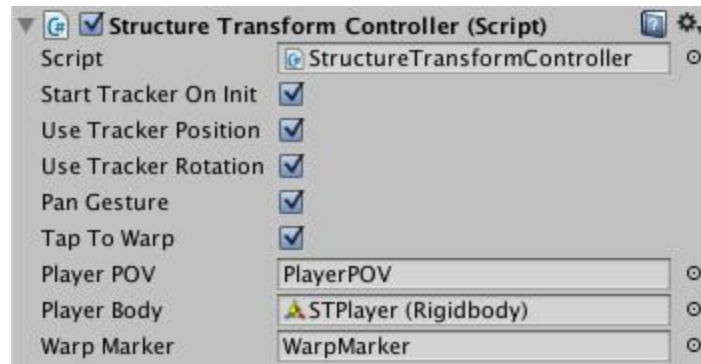 Structure Transform Controller (Script)
Script StructureTransformController
Start Tracker On Init
Use Tracker Position
Use Tracker Rotation
Pan Gesture
Tap To Warp
Player POV PlayerPOV
Player Body STPlayer (Rigidbody)
Warp Marker WarpMarker